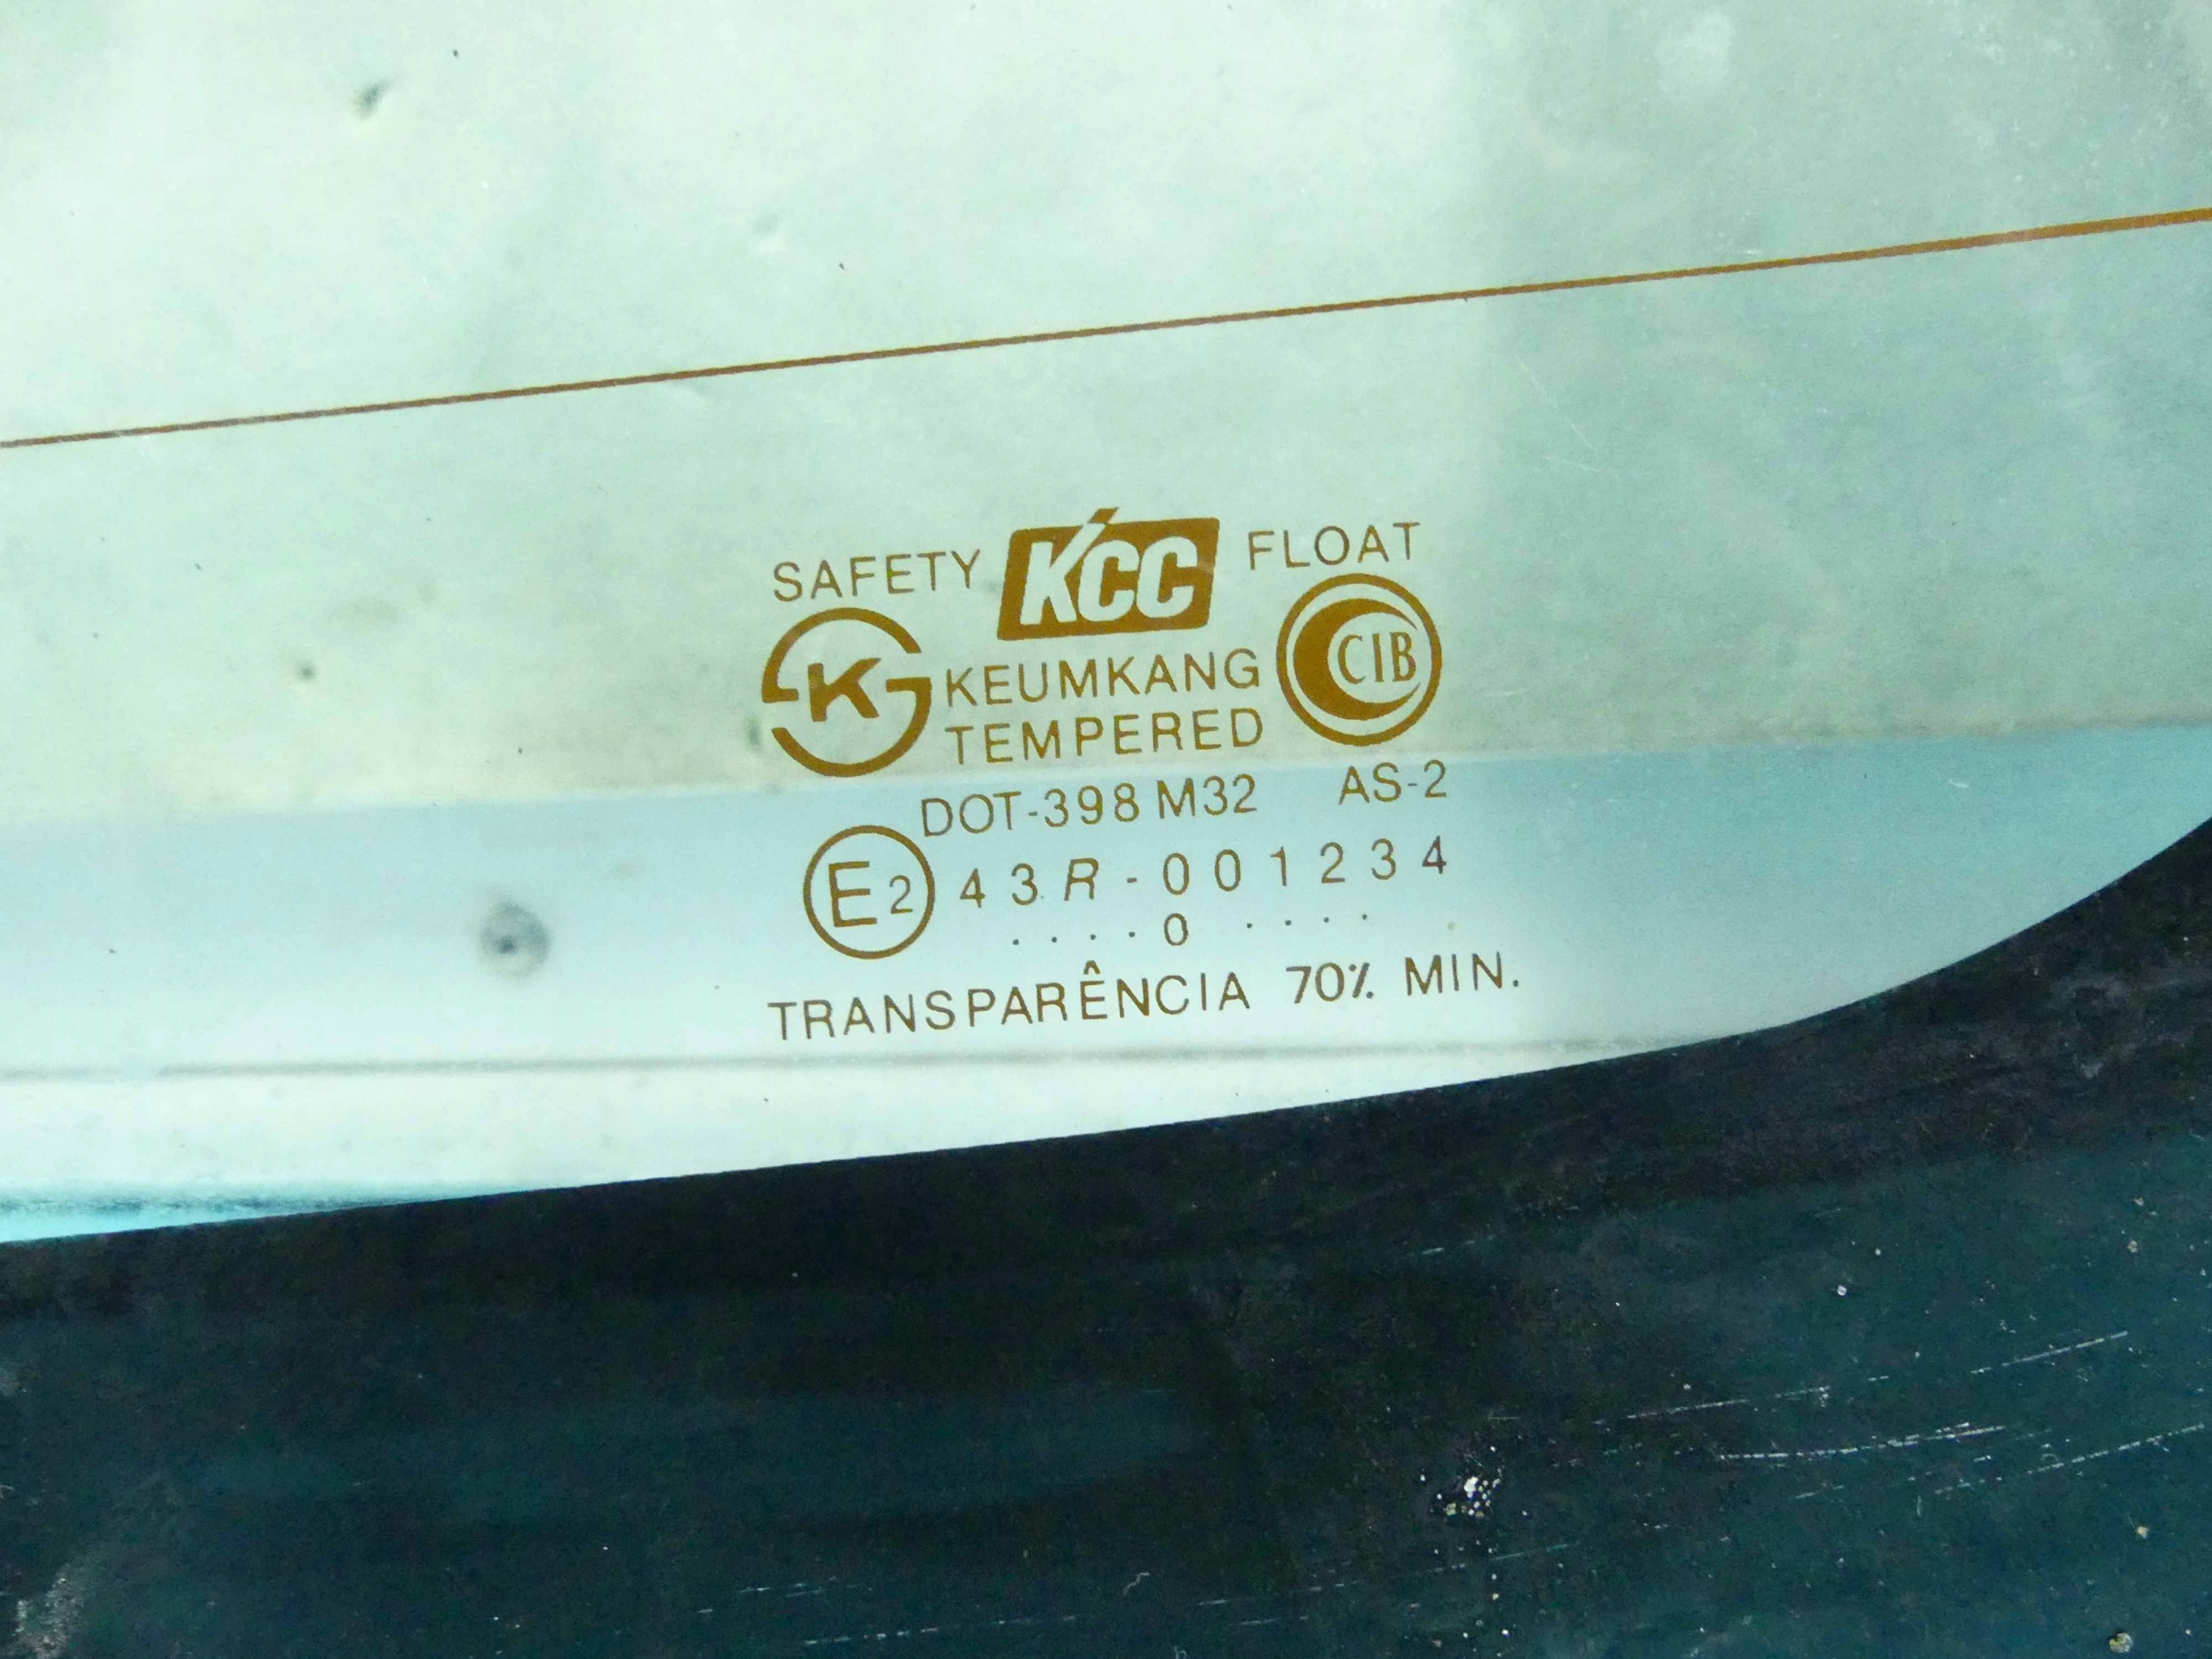 SAFETY KCC FLOAT
K KEUMKANG CIB
TEMPERED
DOT-398 M32 AS-2
E2 43R-001234
....0 ....
TRANSPARÊNCIA 70% MIN.